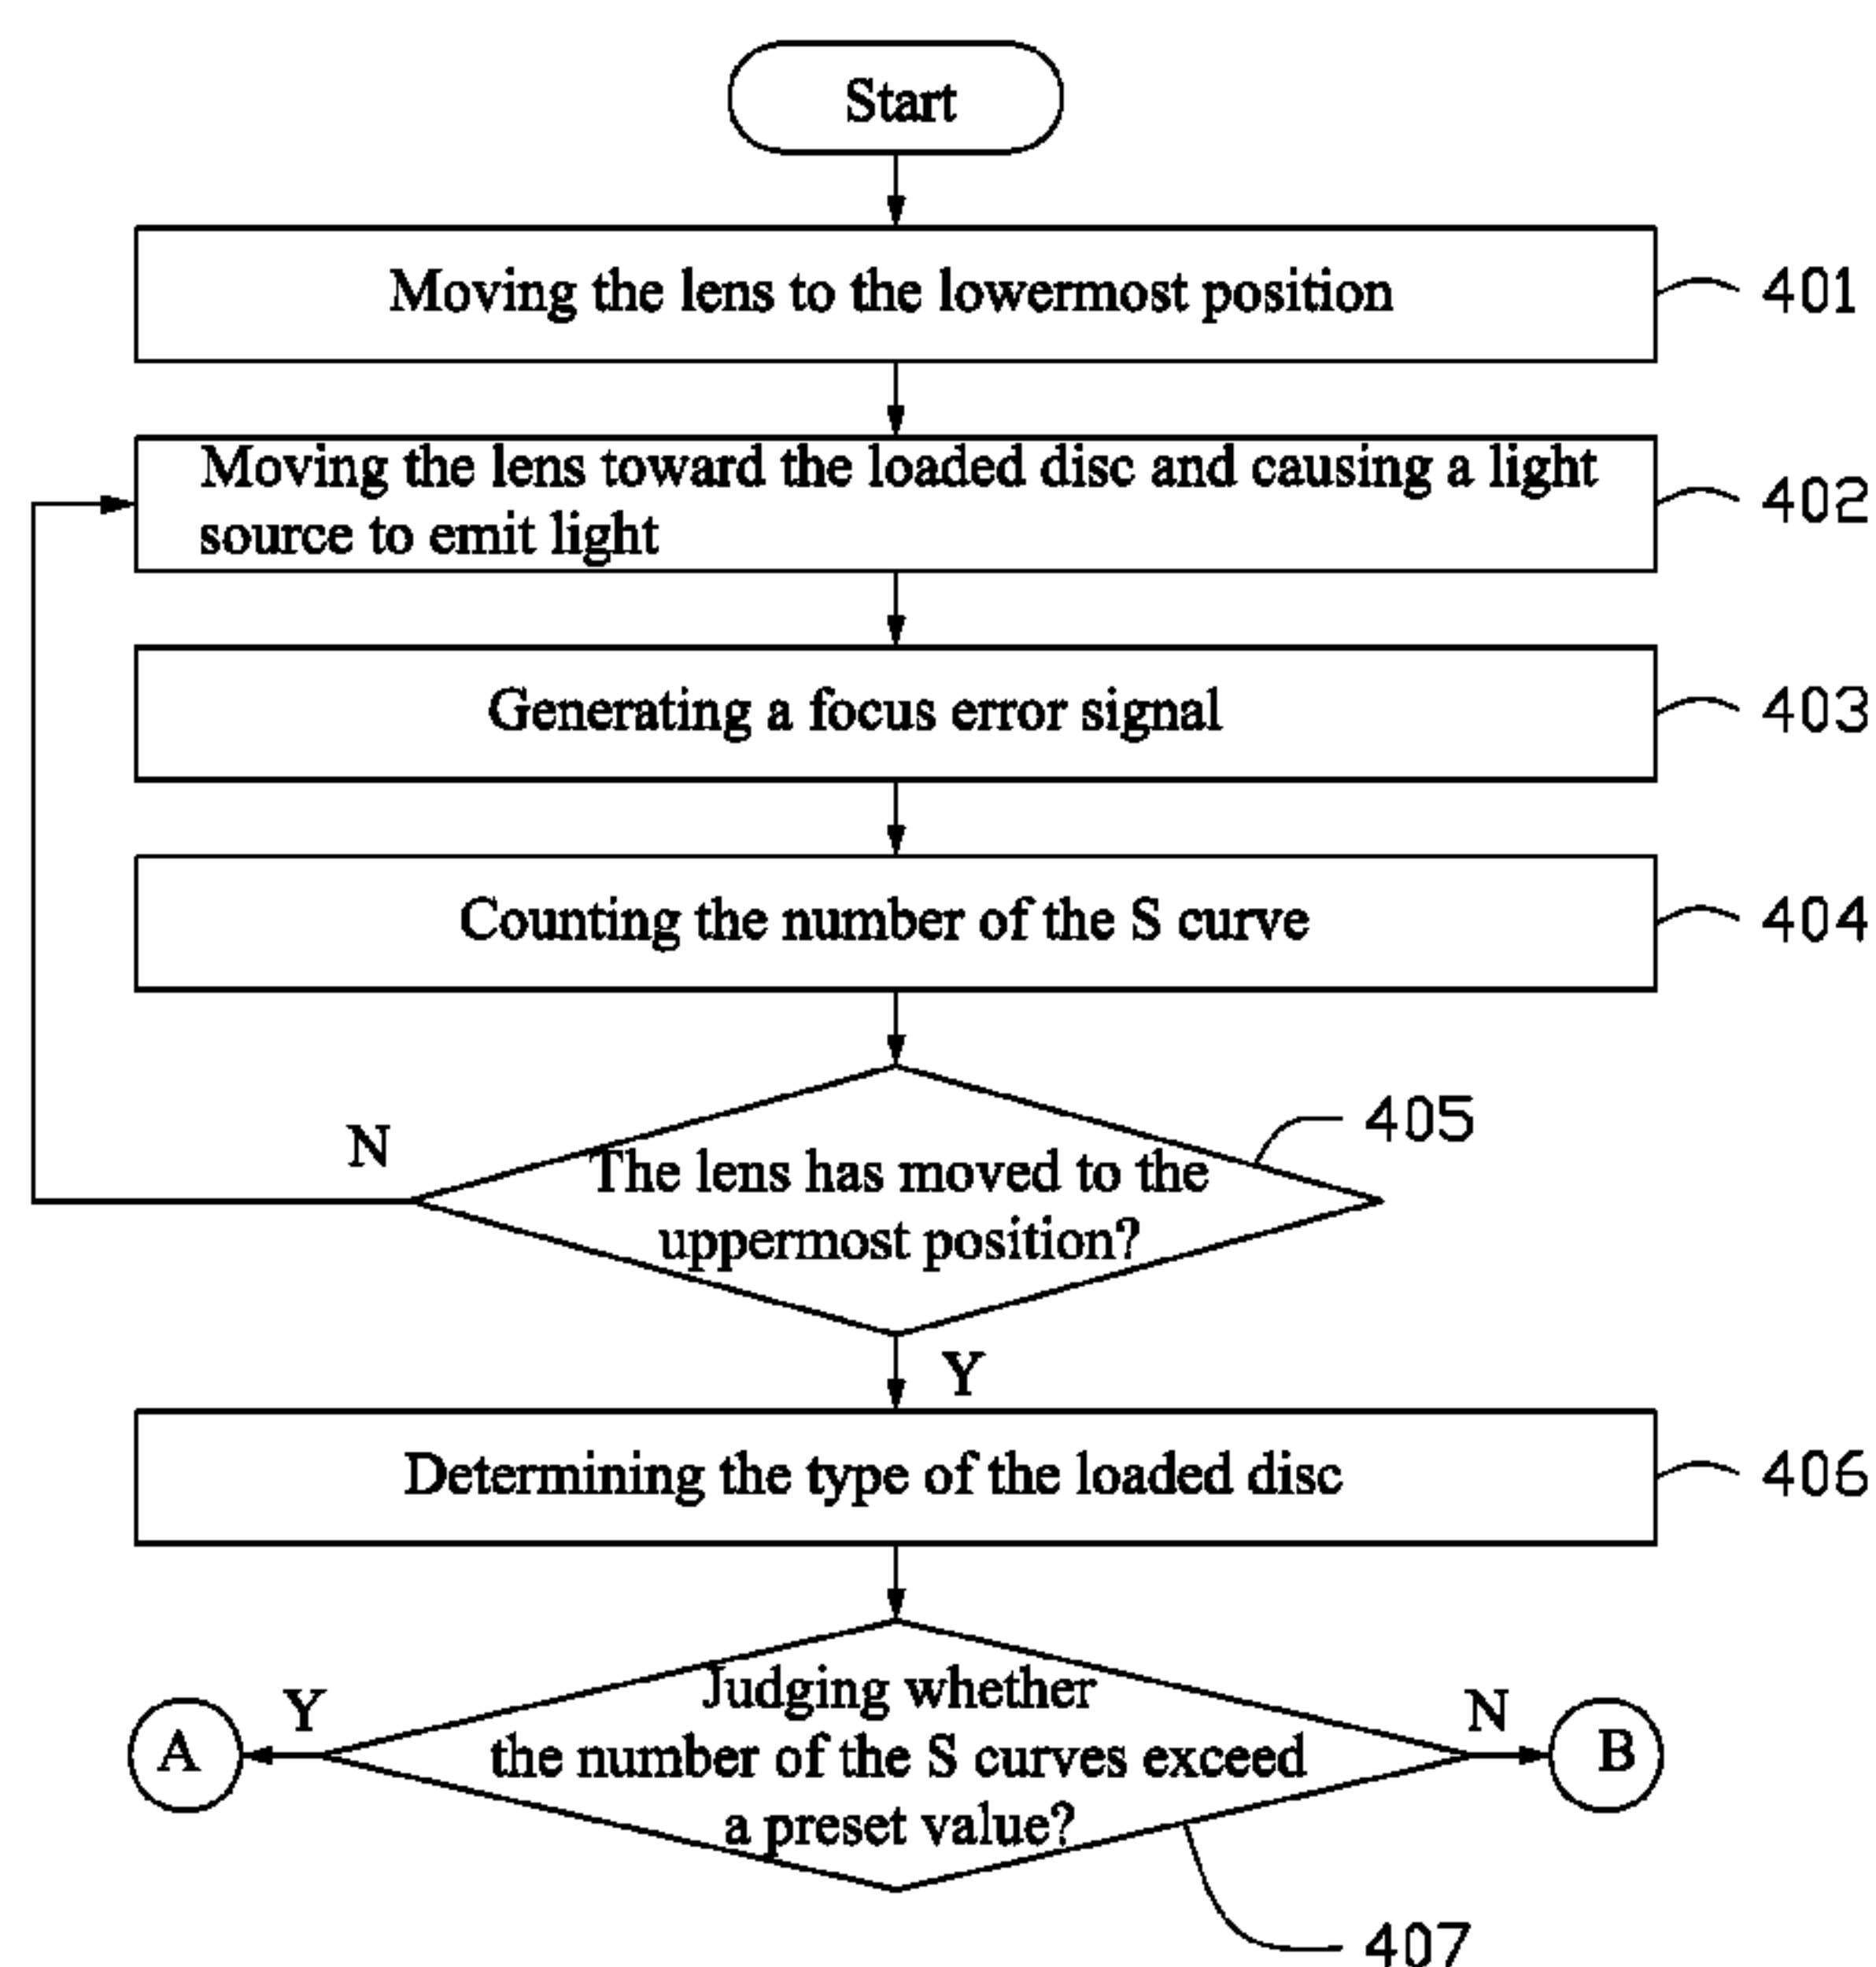 Start
Moving the lens to the lowermost position
401
Moving the lens toward the loaded disc and causing a light
source to emit light
402
Generating a focus error signal
403
Counting the number of the S curve
404
405
N
The lens has moved to the
uppermost position?
Y
Determining the type of the loaded disc
406
Judging whether
the number of the S curves exceed
a preset value?
Y
A
N
B
407